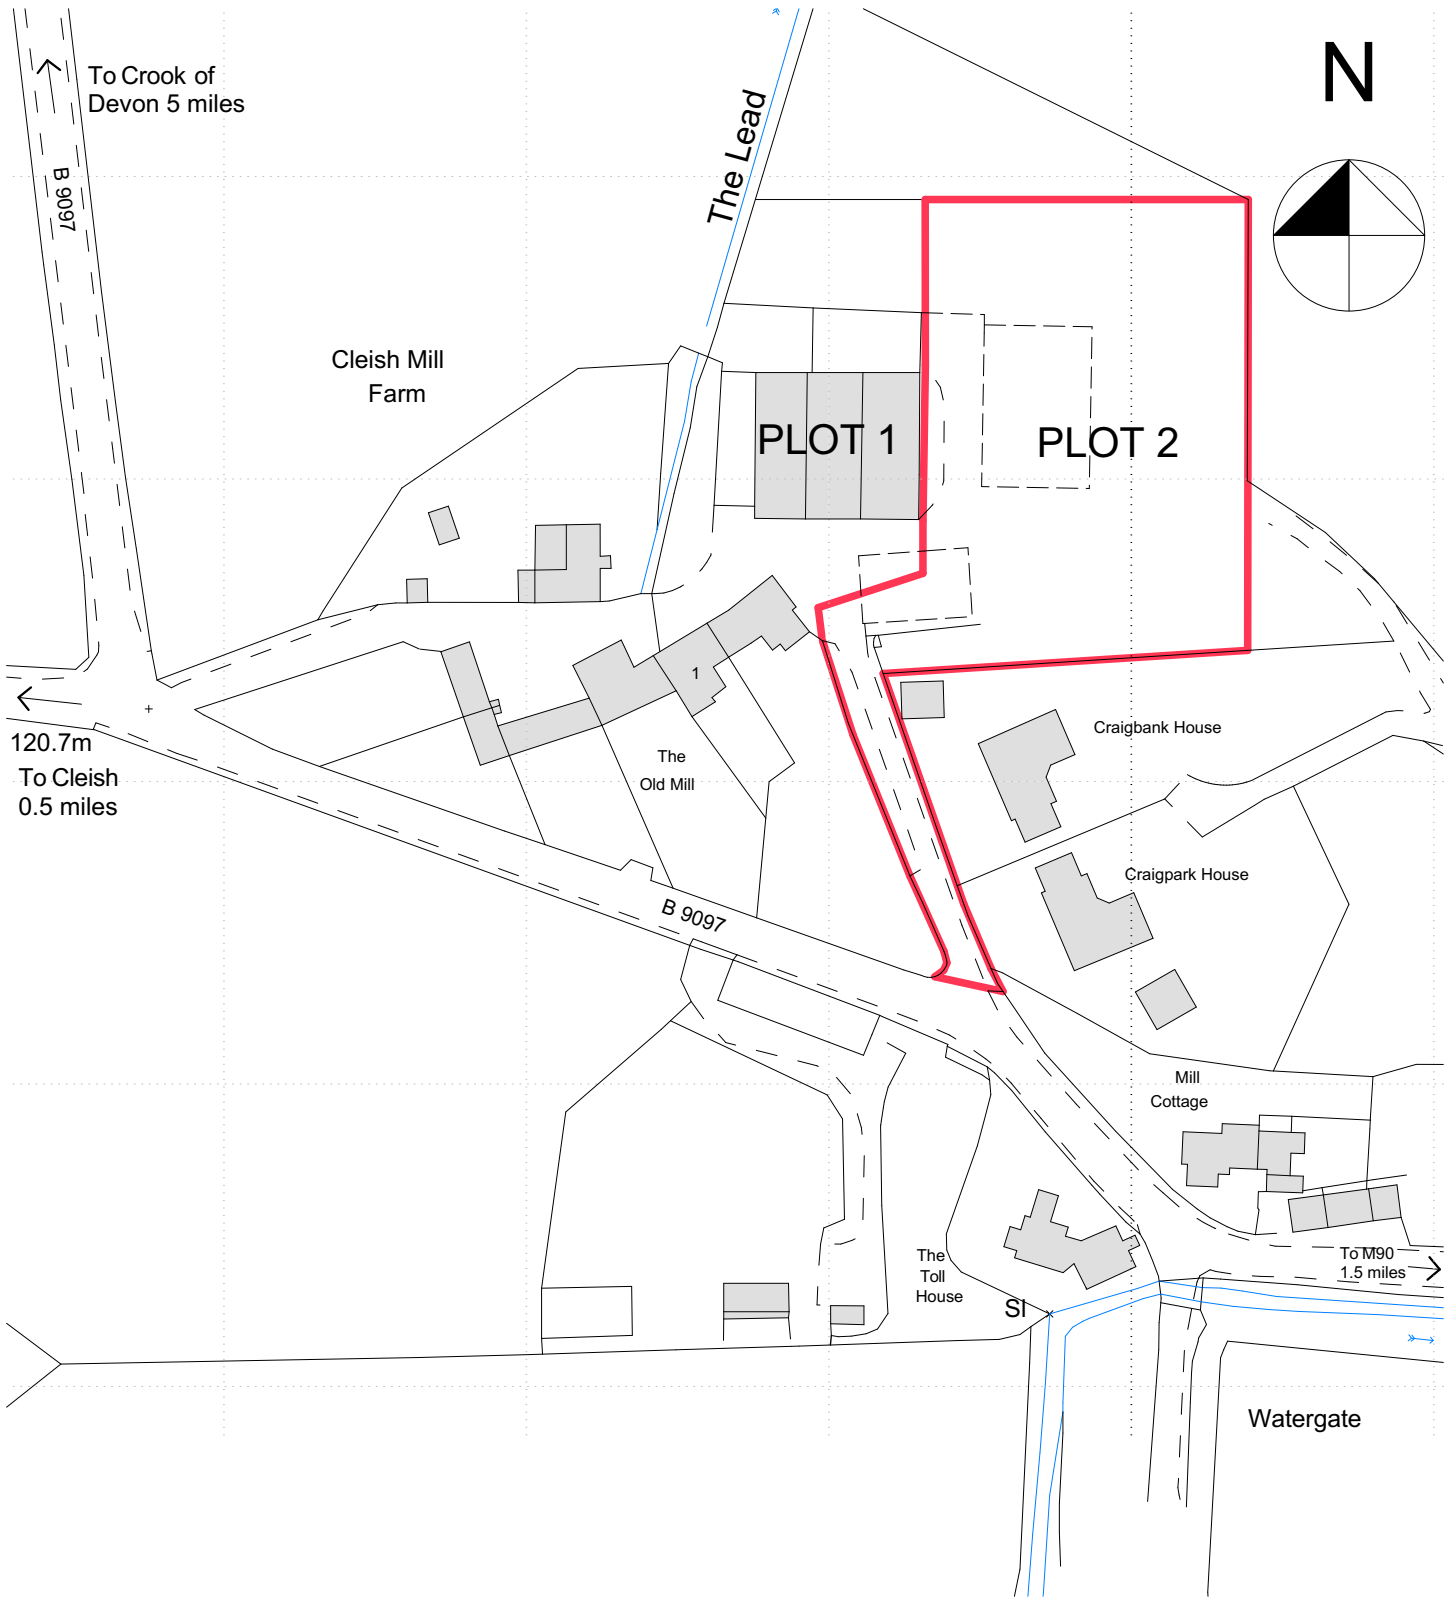 N
To Crook of
Devon 5 miles
B 9097
The Lead
Cleish Mill
Farm
PLOT 1
PLOT 2
1
120.7m
To Cleish
0.5 miles
The
Old Mill
Craigbank House
Craigpark House
B 9097
Mill
Cottage
The
Toll
House
To M90
1.5 miles
SI
Watergate